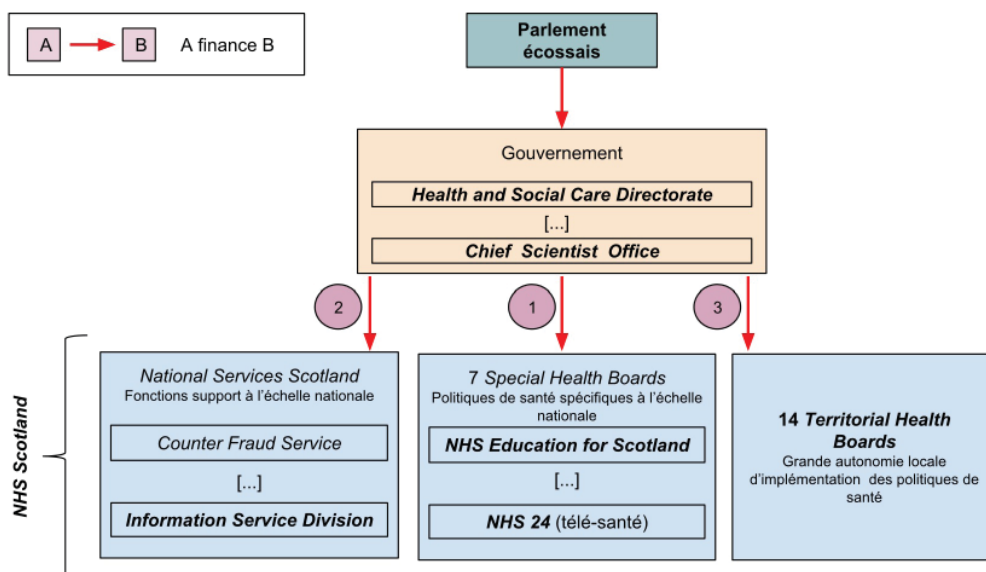 A B A finance B
Parlement
écossais
Gouvernement
Health and Social Care Directorate
[...]
Chief Scientist Office
2
1
3
NHS Scotland
National Services Scotland
Fonctions support à l'échelle nationale
Counter Fraud Service
[...]
Information Service Division
7 Special Health Boards
Politiques de santé spécifiques à l'échelle
nationale
NHS Education for Scotland
[...]
NHS 24 (télé-santé)
14 Territorial Health
Boards
Grande autonomie locale
d'implémentation des politiques de
santé